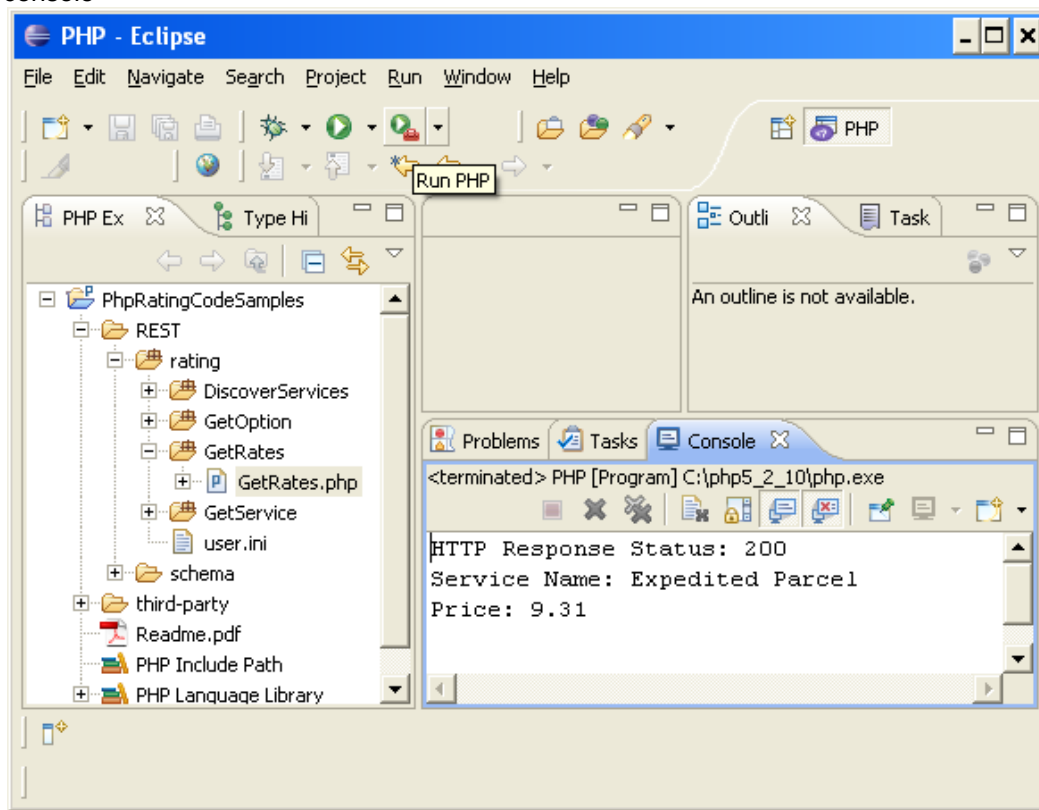 console
PHP - Eclipse
File Edit Navigate Search Project Run Window Help
PHP
Run PHP
PHP Ex Type Hi
Outli Task
PhpRatingCodeSamples
REST
rating
DiscoverServices
GetOption
GetRates
GetRates.php
GetService
user.ini
schema
third-party
Readme.pdf
PHP Include Path
PHP Language Library
An outline is not available.
Problems Tasks Console
<terminated> PHP [Program] C:\php5_2_10\php.exe
HTTP Response Status: 200
Service Name: Expedited Parcel
Price: 9.31